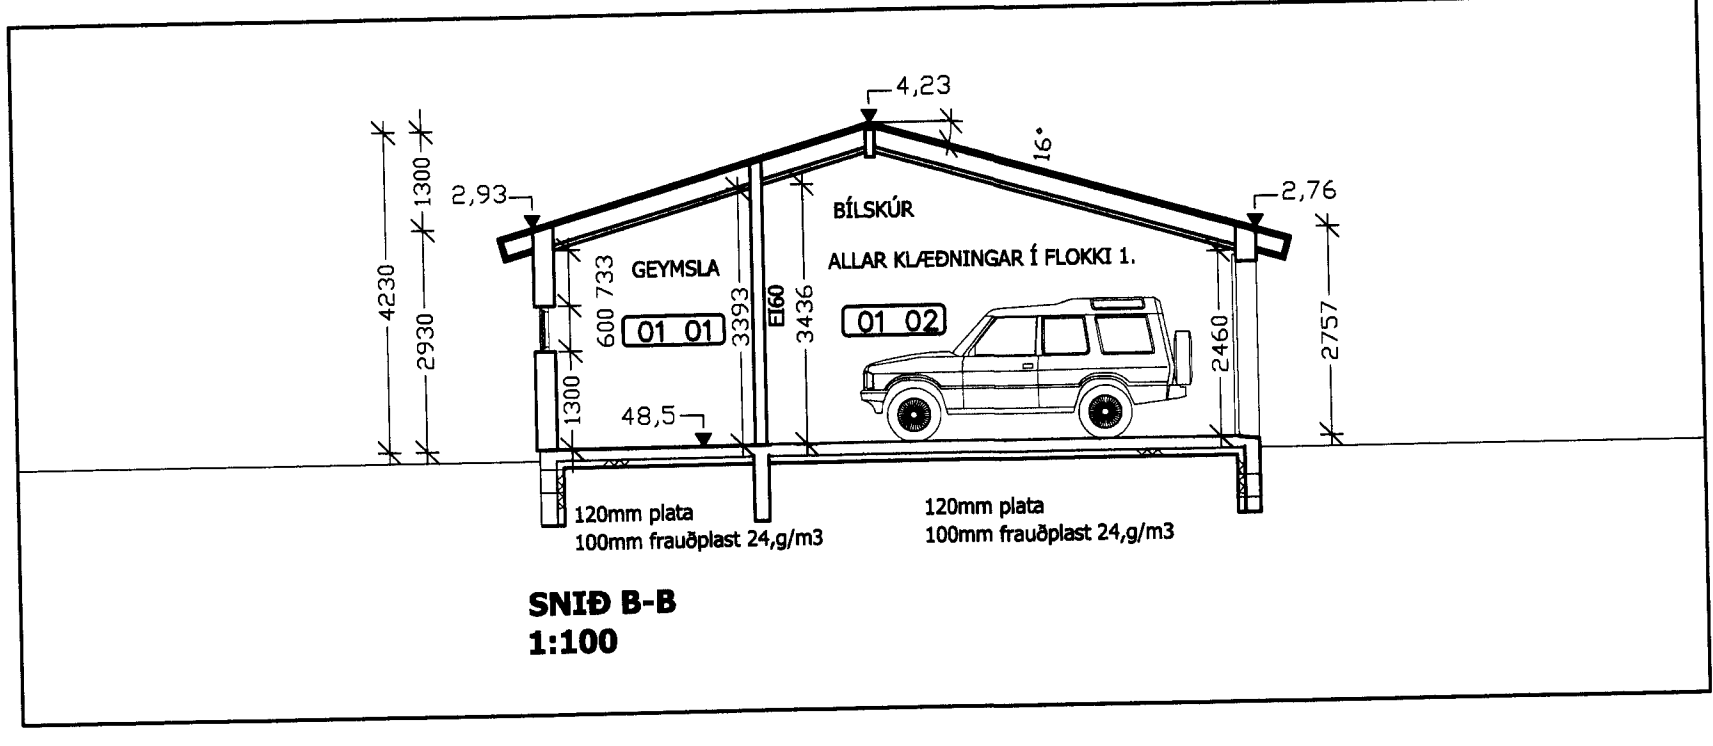 4,23
16°
2,93
2,76
1300
4230
2930
BÍLSKÚR
ALLAR KLÆÐNINGAR Í FLOKKI 1.
GEYMSLA
733
600
1300
01 01
3393
EI60
3436
01 02
2460
2757
48,5
120mm plata
100mm frauðplast 24,g/m3
120mm plata
100mm frauðplast 24,g/m3
SNIÐ B-B
1:100